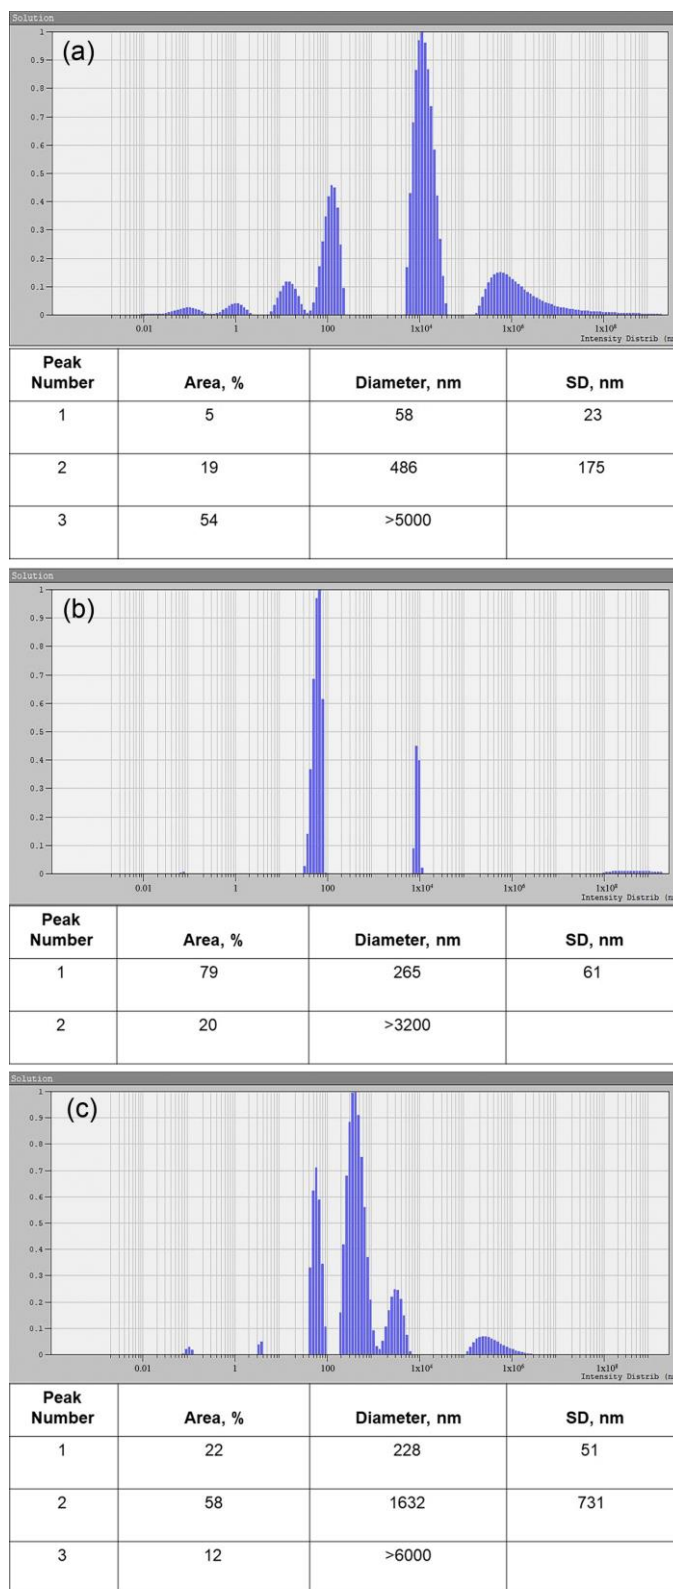 Solution
(a)
1
0.9
0.8
0.7
0.6
0.5
0.4
0.3
0.2
0.1
0
0.01 1 100 1x10⁴ 1x10⁶ 1x10⁸
Intensity Distrib (n
Peak Number Area, % Diameter, nm SD, nm
1 5 58 23
2 19 486 175
3 54 >5000
Solution
(b)
1
0.9
0.8
0.7
0.6
0.5
0.4
0.3
0.2
0.1
0
0.01 1 100 1x10⁴ 1x10⁶ 1x10⁸
Intensity Distrib (n
Peak Number Area, % Diameter, nm SD, nm
1 79 265 61
2 20 >3200
Solution
(c)
1
0.9
0.8
0.7
0.6
0.5
0.4
0.3
0.2
0.1
0
0.01 1 100 1x10⁴ 1x10⁶ 1x10⁸
Intensity Distrib (n
Peak Number Area, % Diameter, nm SD, nm
1 22 228 51
2 58 1632 731
3 12 >6000